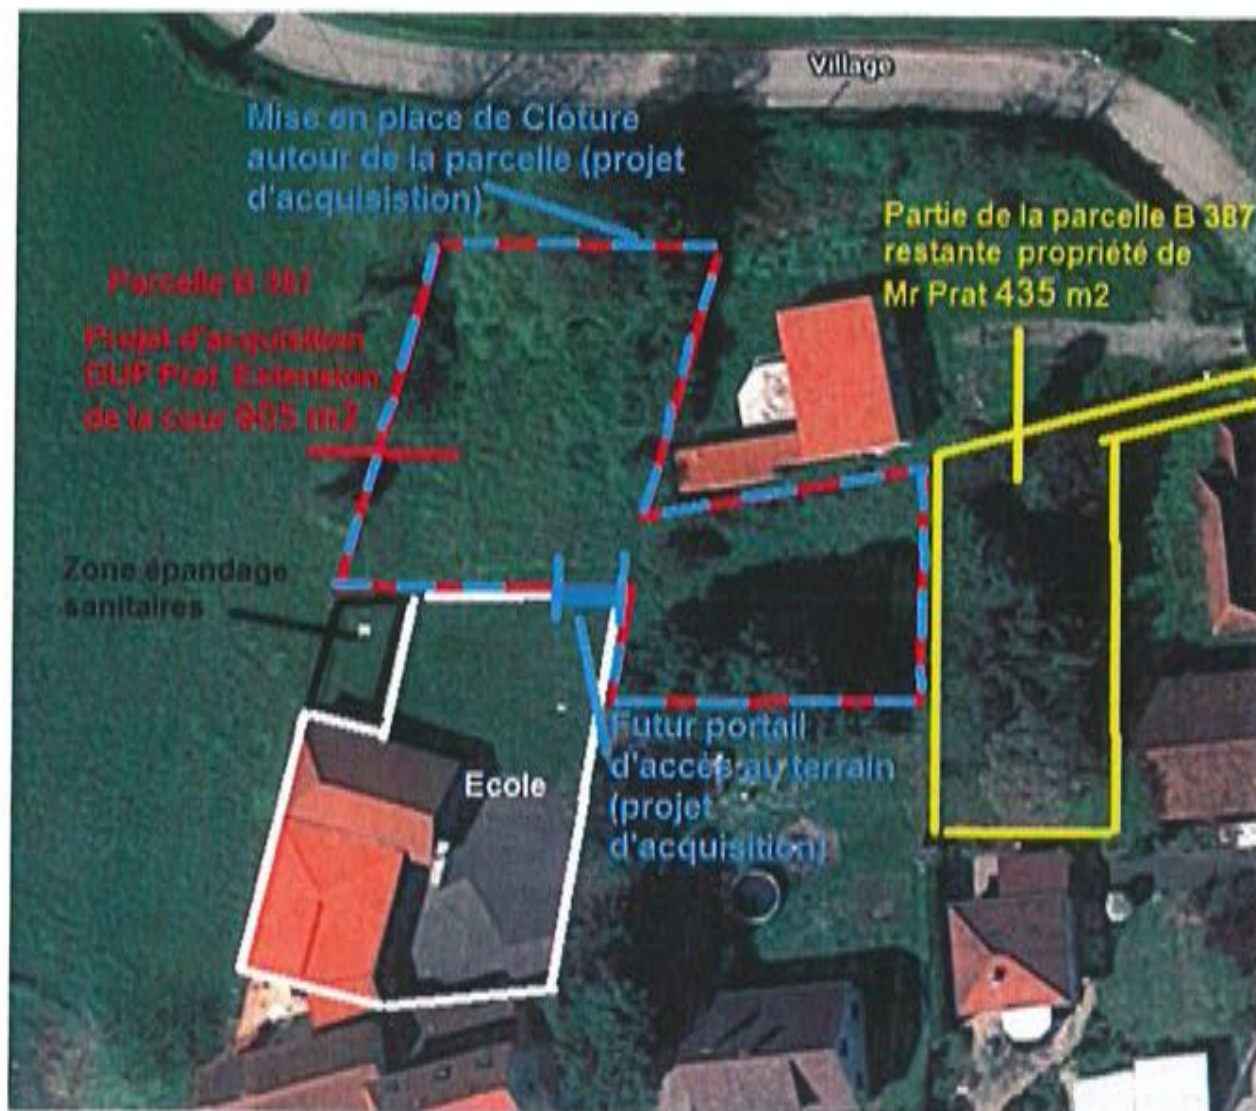 Village
Mise en place de Clôture
autour de la parcelle (projet
d'acquisistion)
Partie de la parcelle B 387
restante propriété de
Mr Prat 435 m2
Parcelle B 387
Projet d'acquisition
DUP Prat Extension
de la cour 905 m2
Zone épandage
sanitaires
Ecole
Futur portail
d'accès au terrain
(projet
d'acquisition)